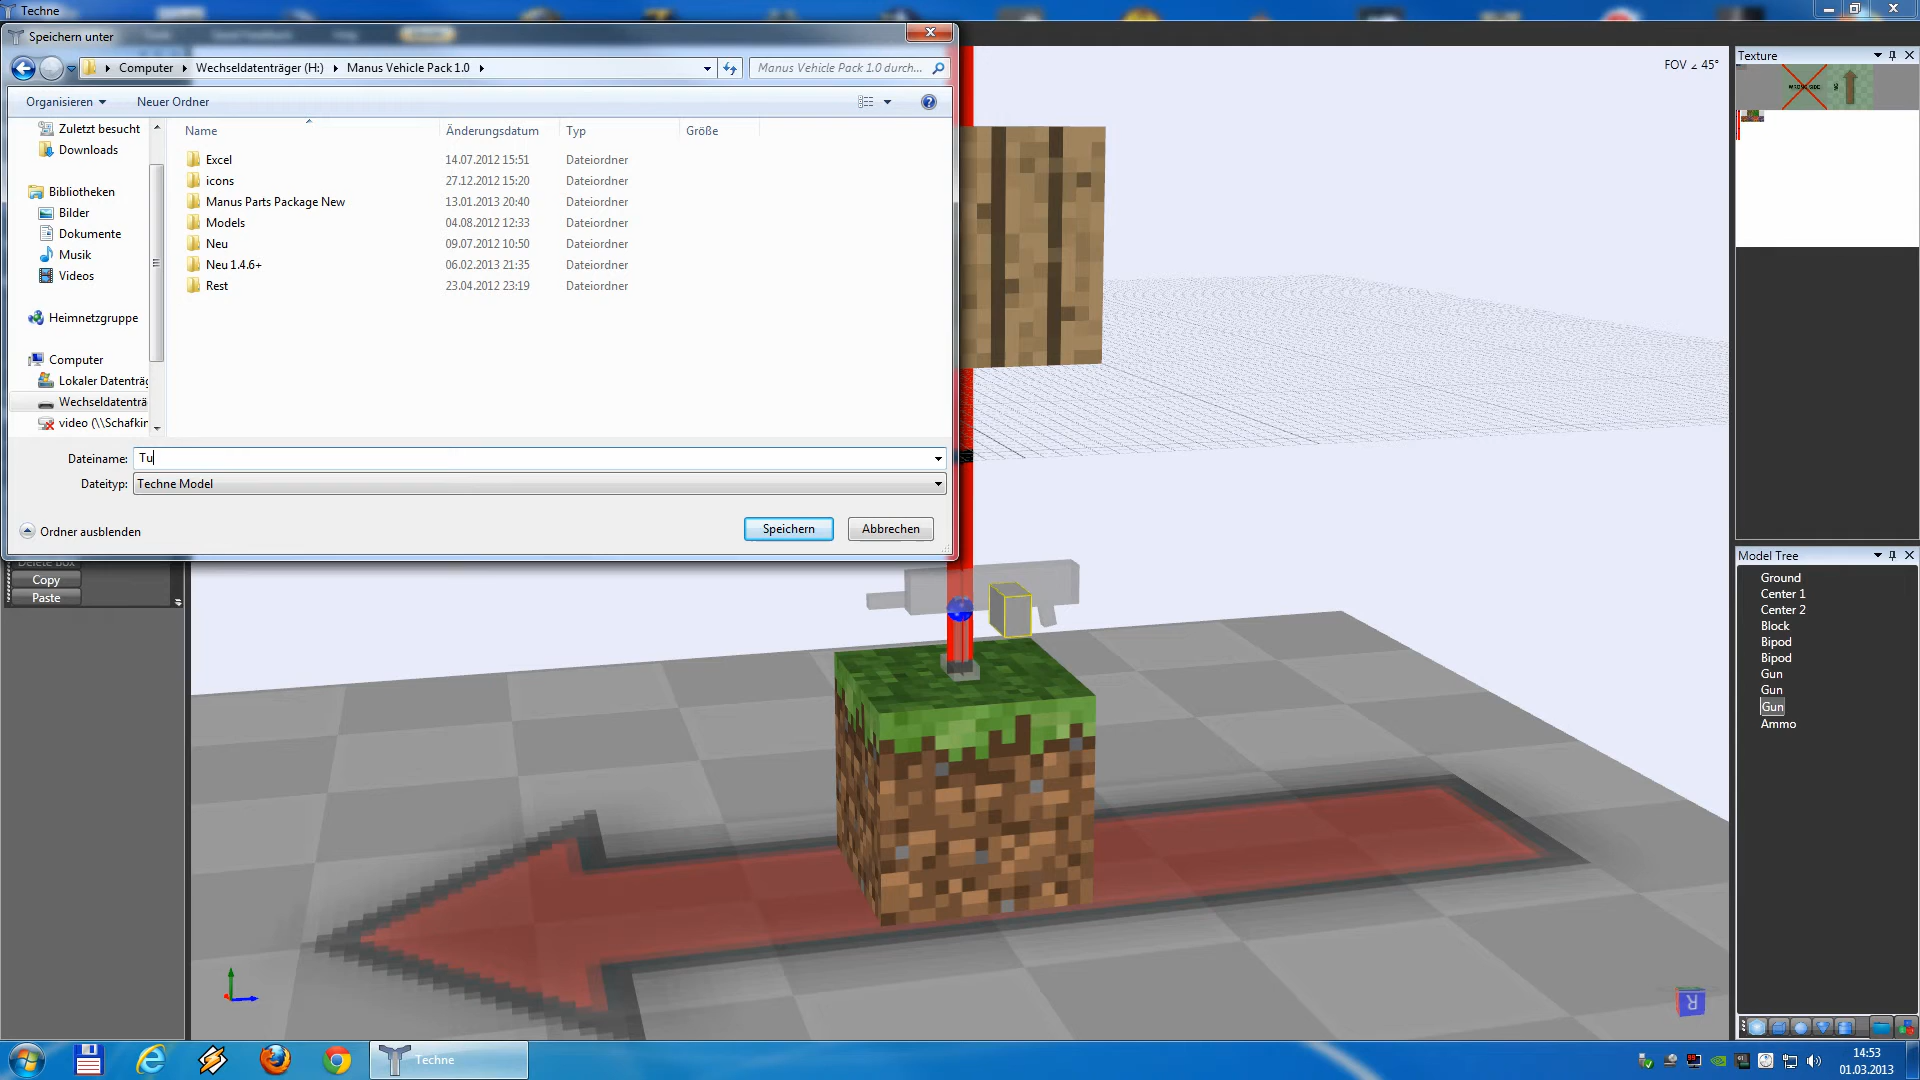 Techne
Speichern unter
Computer
Wechseldatenträger (H:)
Manus Vehicle Pack 1.0
Manus Vehicle Pack 1.0 durch...
Organisieren
Neuer Ordner
Zuletzt besucht
Downloads
Bibliotheken
Bilder
Dokumente
Musik
Videos
Heimnetzgruppe
Computer
Lokaler Datenträg
Wechseldatenträ
video (\\Schafkir
Name Änderungsdatum Typ Größe
Excel 14.07.2012 15:51 Dateiordner
icons 27.12.2012 15:20 Dateiordner
Manus Parts Package New 13.01.2013 20:40 Dateiordner
Models 04.08.2012 12:33 Dateiordner
Neu 09.07.2012 10:50 Dateiordner
Neu 1.4.6+ 06.02.2013 21:35 Dateiordner
Rest 23.04.2012 23:19 Dateiordner
Dateiname: Tu
Dateityp: Techne Model
Ordner ausblenden
Speichern
Abbrechen
Delete Box
Copy
Paste
FOV ∠ 45°
Texture
WRONG SIDE
Model Tree
Ground
Center 1
Center 2
Block
Bipod
Bipod
Gun
Gun
Gun
Ammo
R
Techne
14:53
01.03.2013